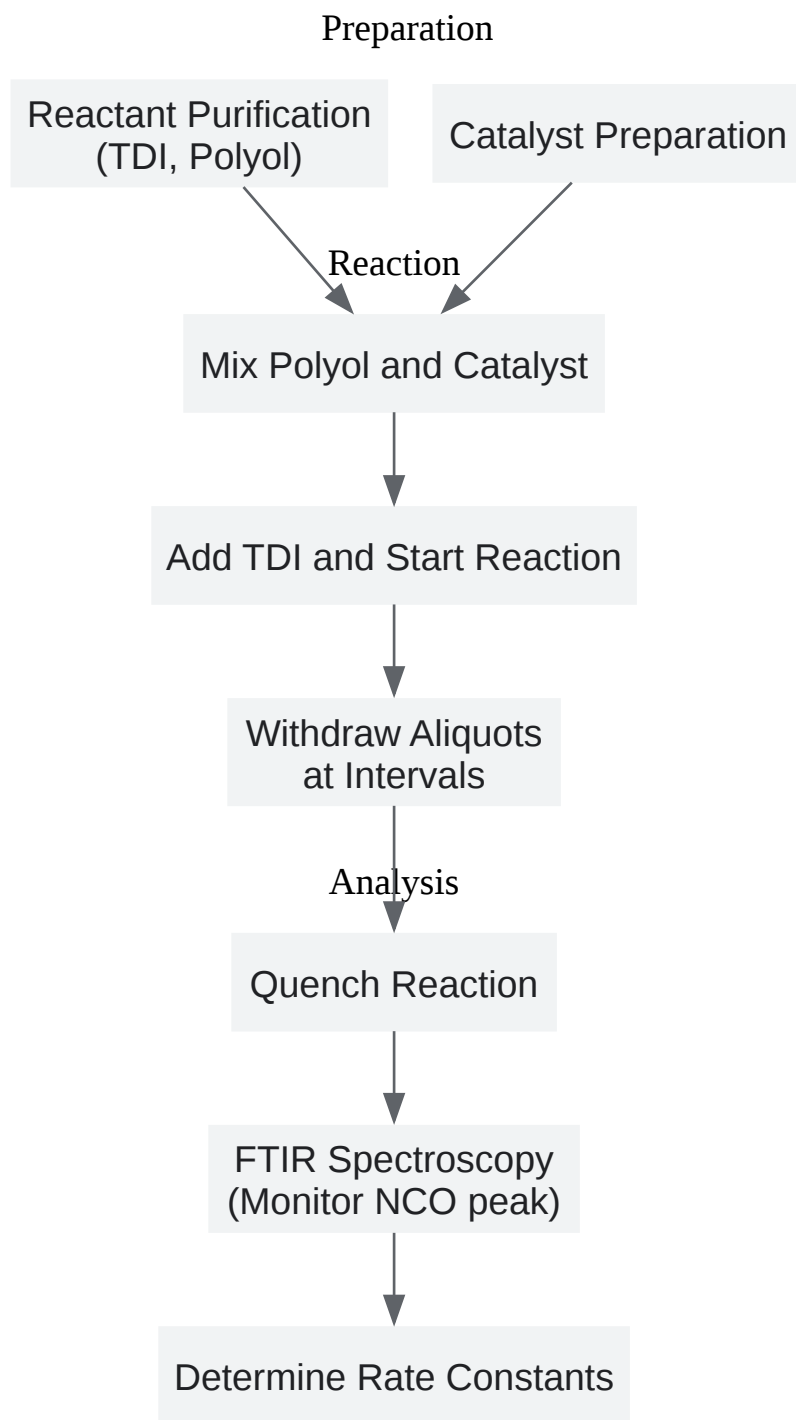 Preparation
Reactant Purification
(TDI, Polyol)
Catalyst Preparation
Reaction
Mix Polyol and Catalyst
Add TDI and Start Reaction
Withdraw Aliquots
at Intervals
Analysis
Quench Reaction
FTIR Spectroscopy
(Monitor NCO peak)
Determine Rate Constants